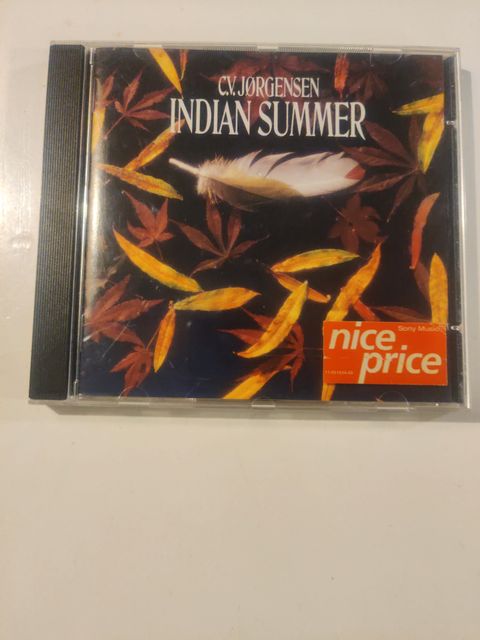 C.V. JØRGENSEN
INDIAN SUMMER
Sony Music
nice
price